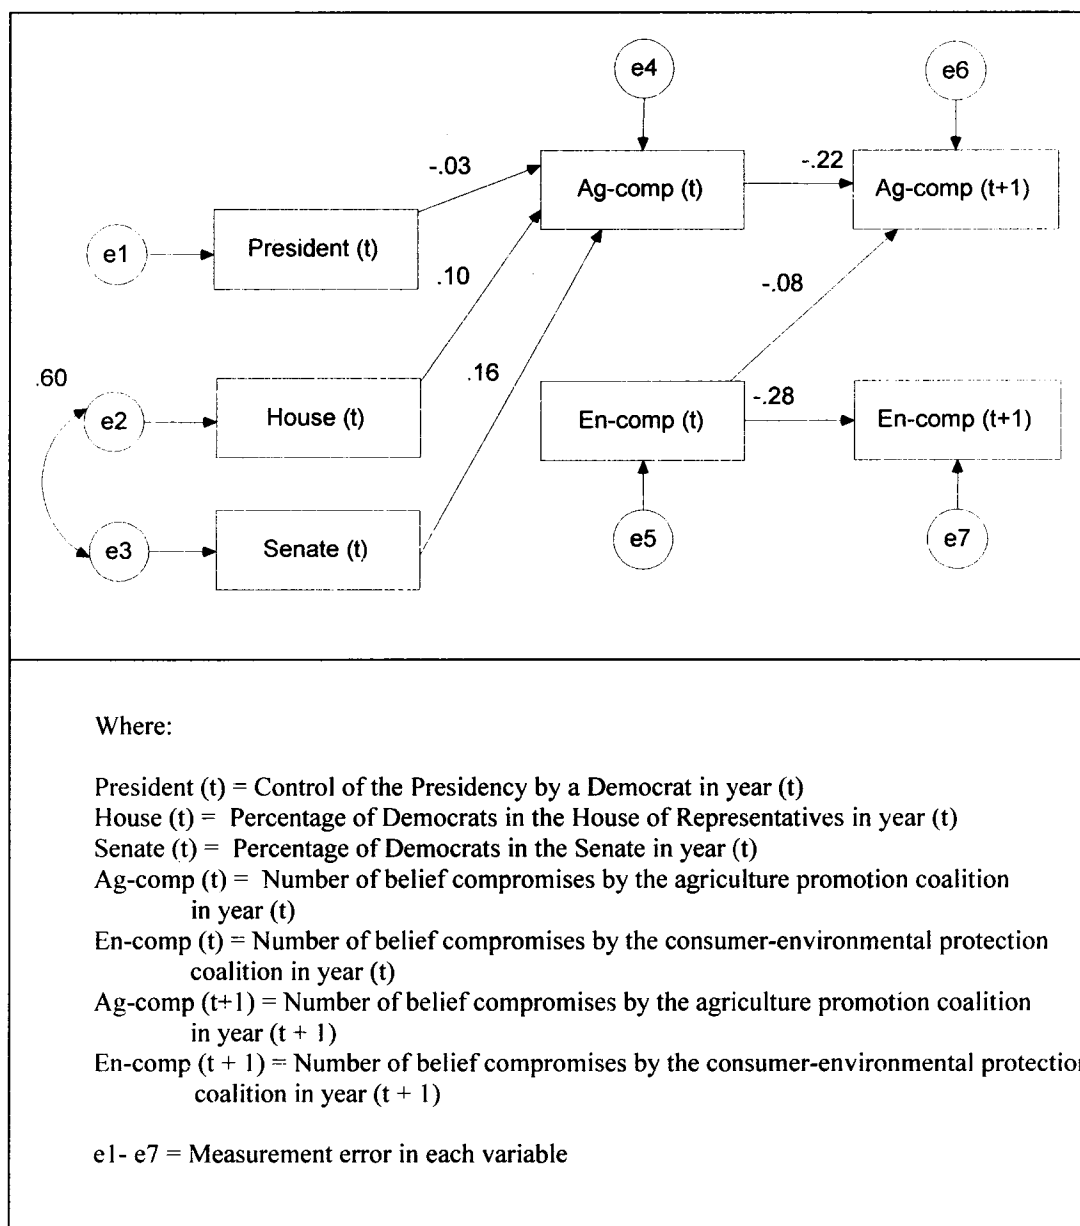 e4
e6
-.03
Ag-comp (t)
-.22
Ag-comp (t+1)
e1
President (t)
.10
-.08
.60
.16
e2
House (t)
En-comp (t)
-.28
En-comp (t+1)
e3
Senate (t)
e5
e7
Where:
President (t) = Control of the Presidency by a Democrat in year (t)
House (t) = Percentage of Democrats in the House of Representatives in year (t)
Senate (t) = Percentage of Democrats in the Senate in year (t)
Ag-comp (t) = Number of belief compromises by the agriculture promotion coalition
in year (t)
En-comp (t) = Number of belief compromises by the consumer-environmental protection
coalition in year (t)
Ag-comp (t+1) = Number of belief compromises by the agriculture promotion coalition
in year (t + 1)
En-comp (t + 1) = Number of belief compromises by the consumer-environmental protection
coalition in year (t + 1)
e1- e7 = Measurement error in each variable